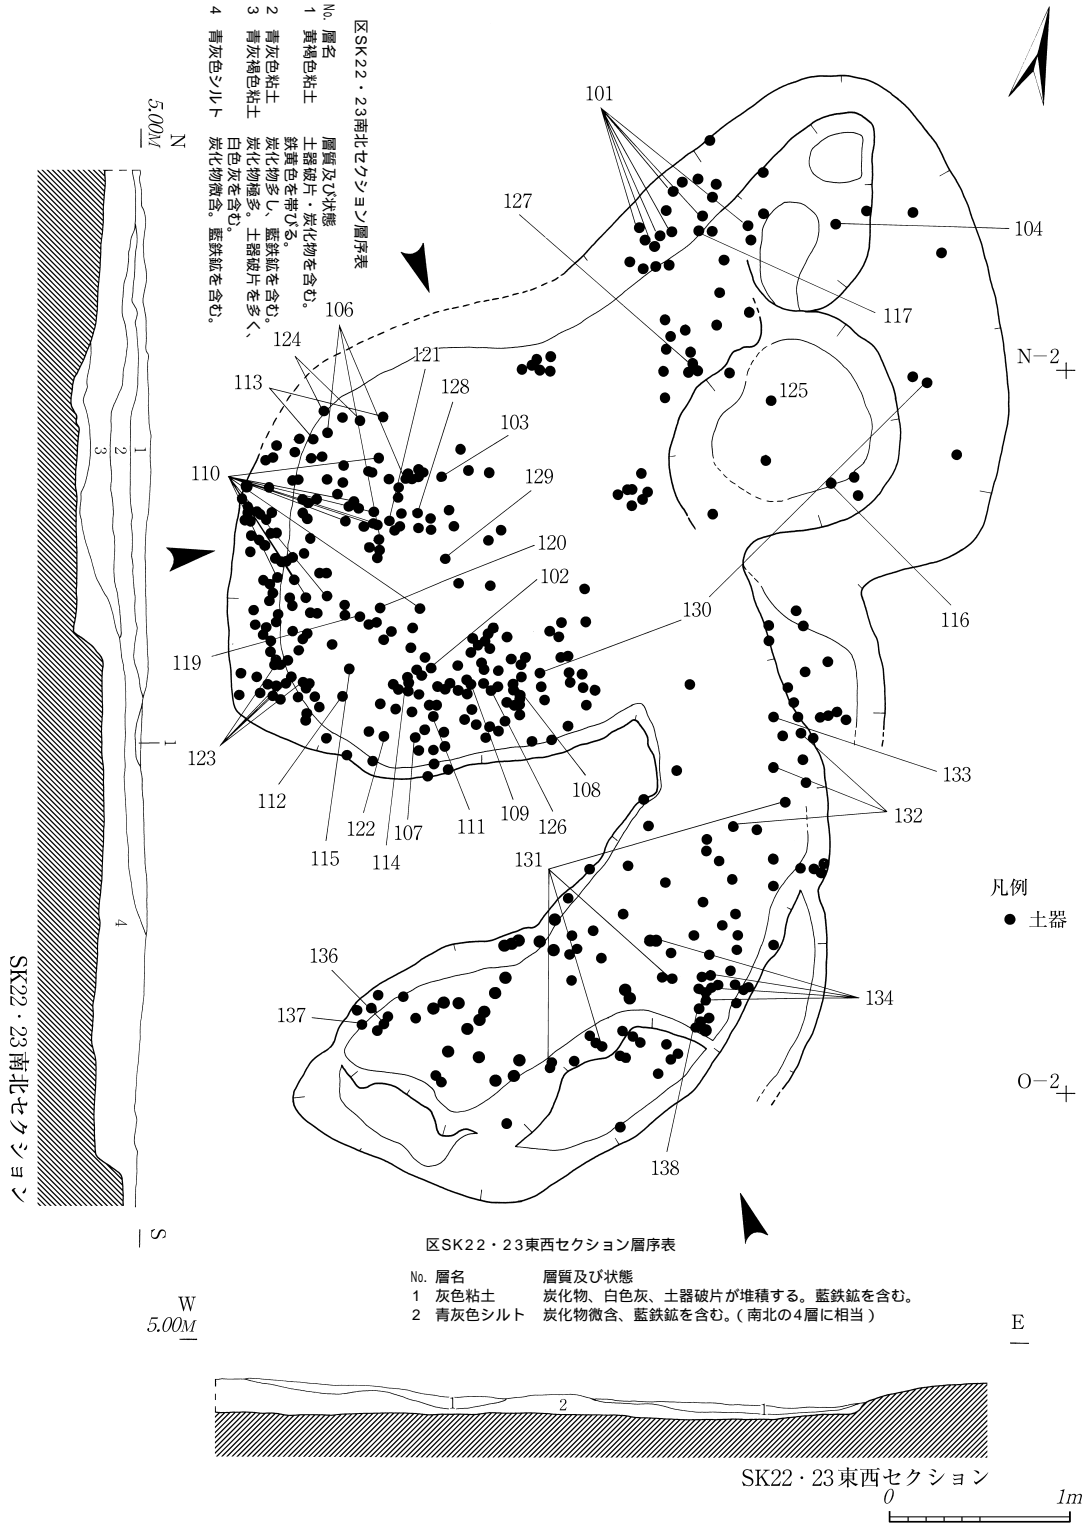 区SK22・23南北セクション層序表
No. 層名 層質及び状態
1 黄褐色粘土 土器破片・炭化物を含む。
鉄黄色を帯びる。
2 青灰色粘土 炭化物多し、藍鉄鉱を含む。
3 青灰褐色粘土 炭化物極多。土器破片を多く、
白色灰を含む。
4 青灰色シルト 炭化物微含。藍鉄鉱を含む。
N
5.00M
1
2
3
1
4
S
SK22・23南北セクション
101
127
104
117
N-2
106
124
121
113
128
125
103
110
129
120
102
130
116
119
123
133
112
108
132
109
122
107
111
126
115
114
131
凡例
● 土器
136
134
137
O-2
138
区SK22・23東西セクション層序表
No. 層名 層質及び状態
1 灰色粘土 炭化物、白色灰、土器破片が堆積する。藍鉄鉱を含む。
2 青灰色シルト 炭化物微含、藍鉄鉱を含む。(南北の4層に相当)
W
5.00M
E
1
2
1
SK22・23東西セクション
0 1m